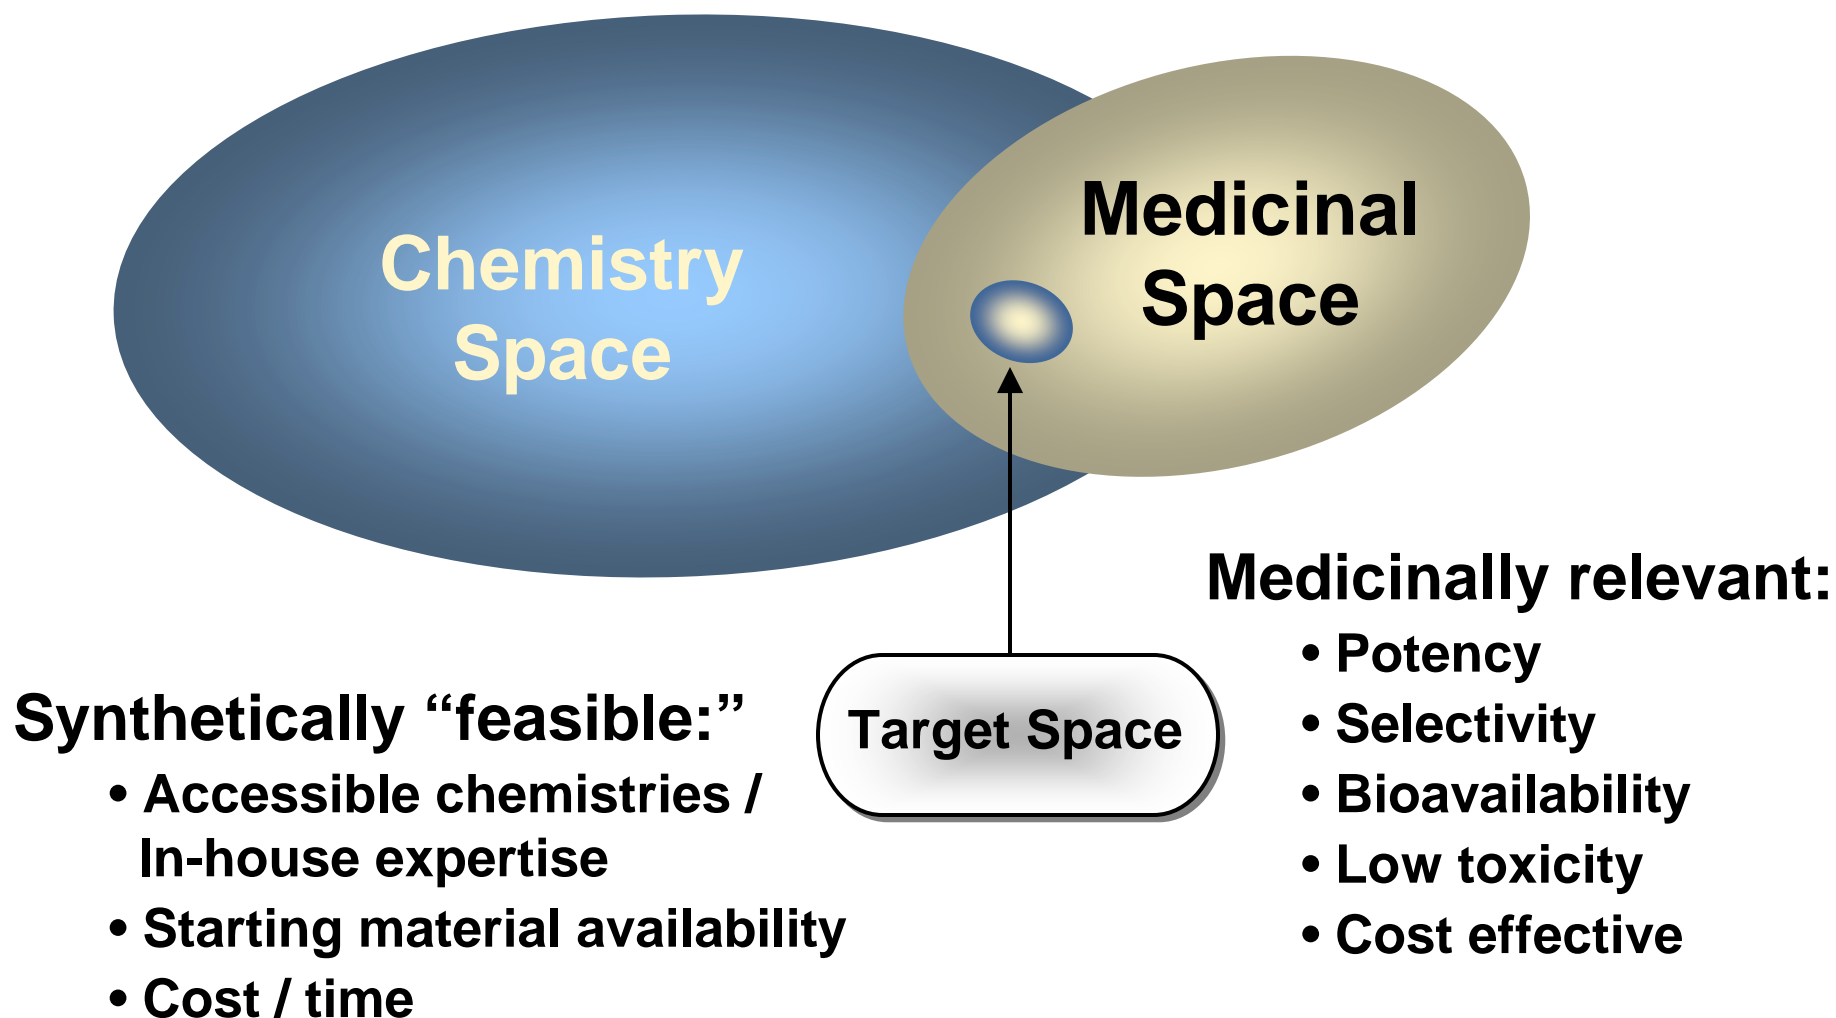 Chemistry
Space
Medicinal
Space
Target Space
Synthetically “feasible:”
• Accessible chemistries /
In-house expertise
• Starting material availability
• Cost / time
Medicinally relevant:
• Potency
• Selectivity
• Bioavailability
• Low toxicity
• Cost effective